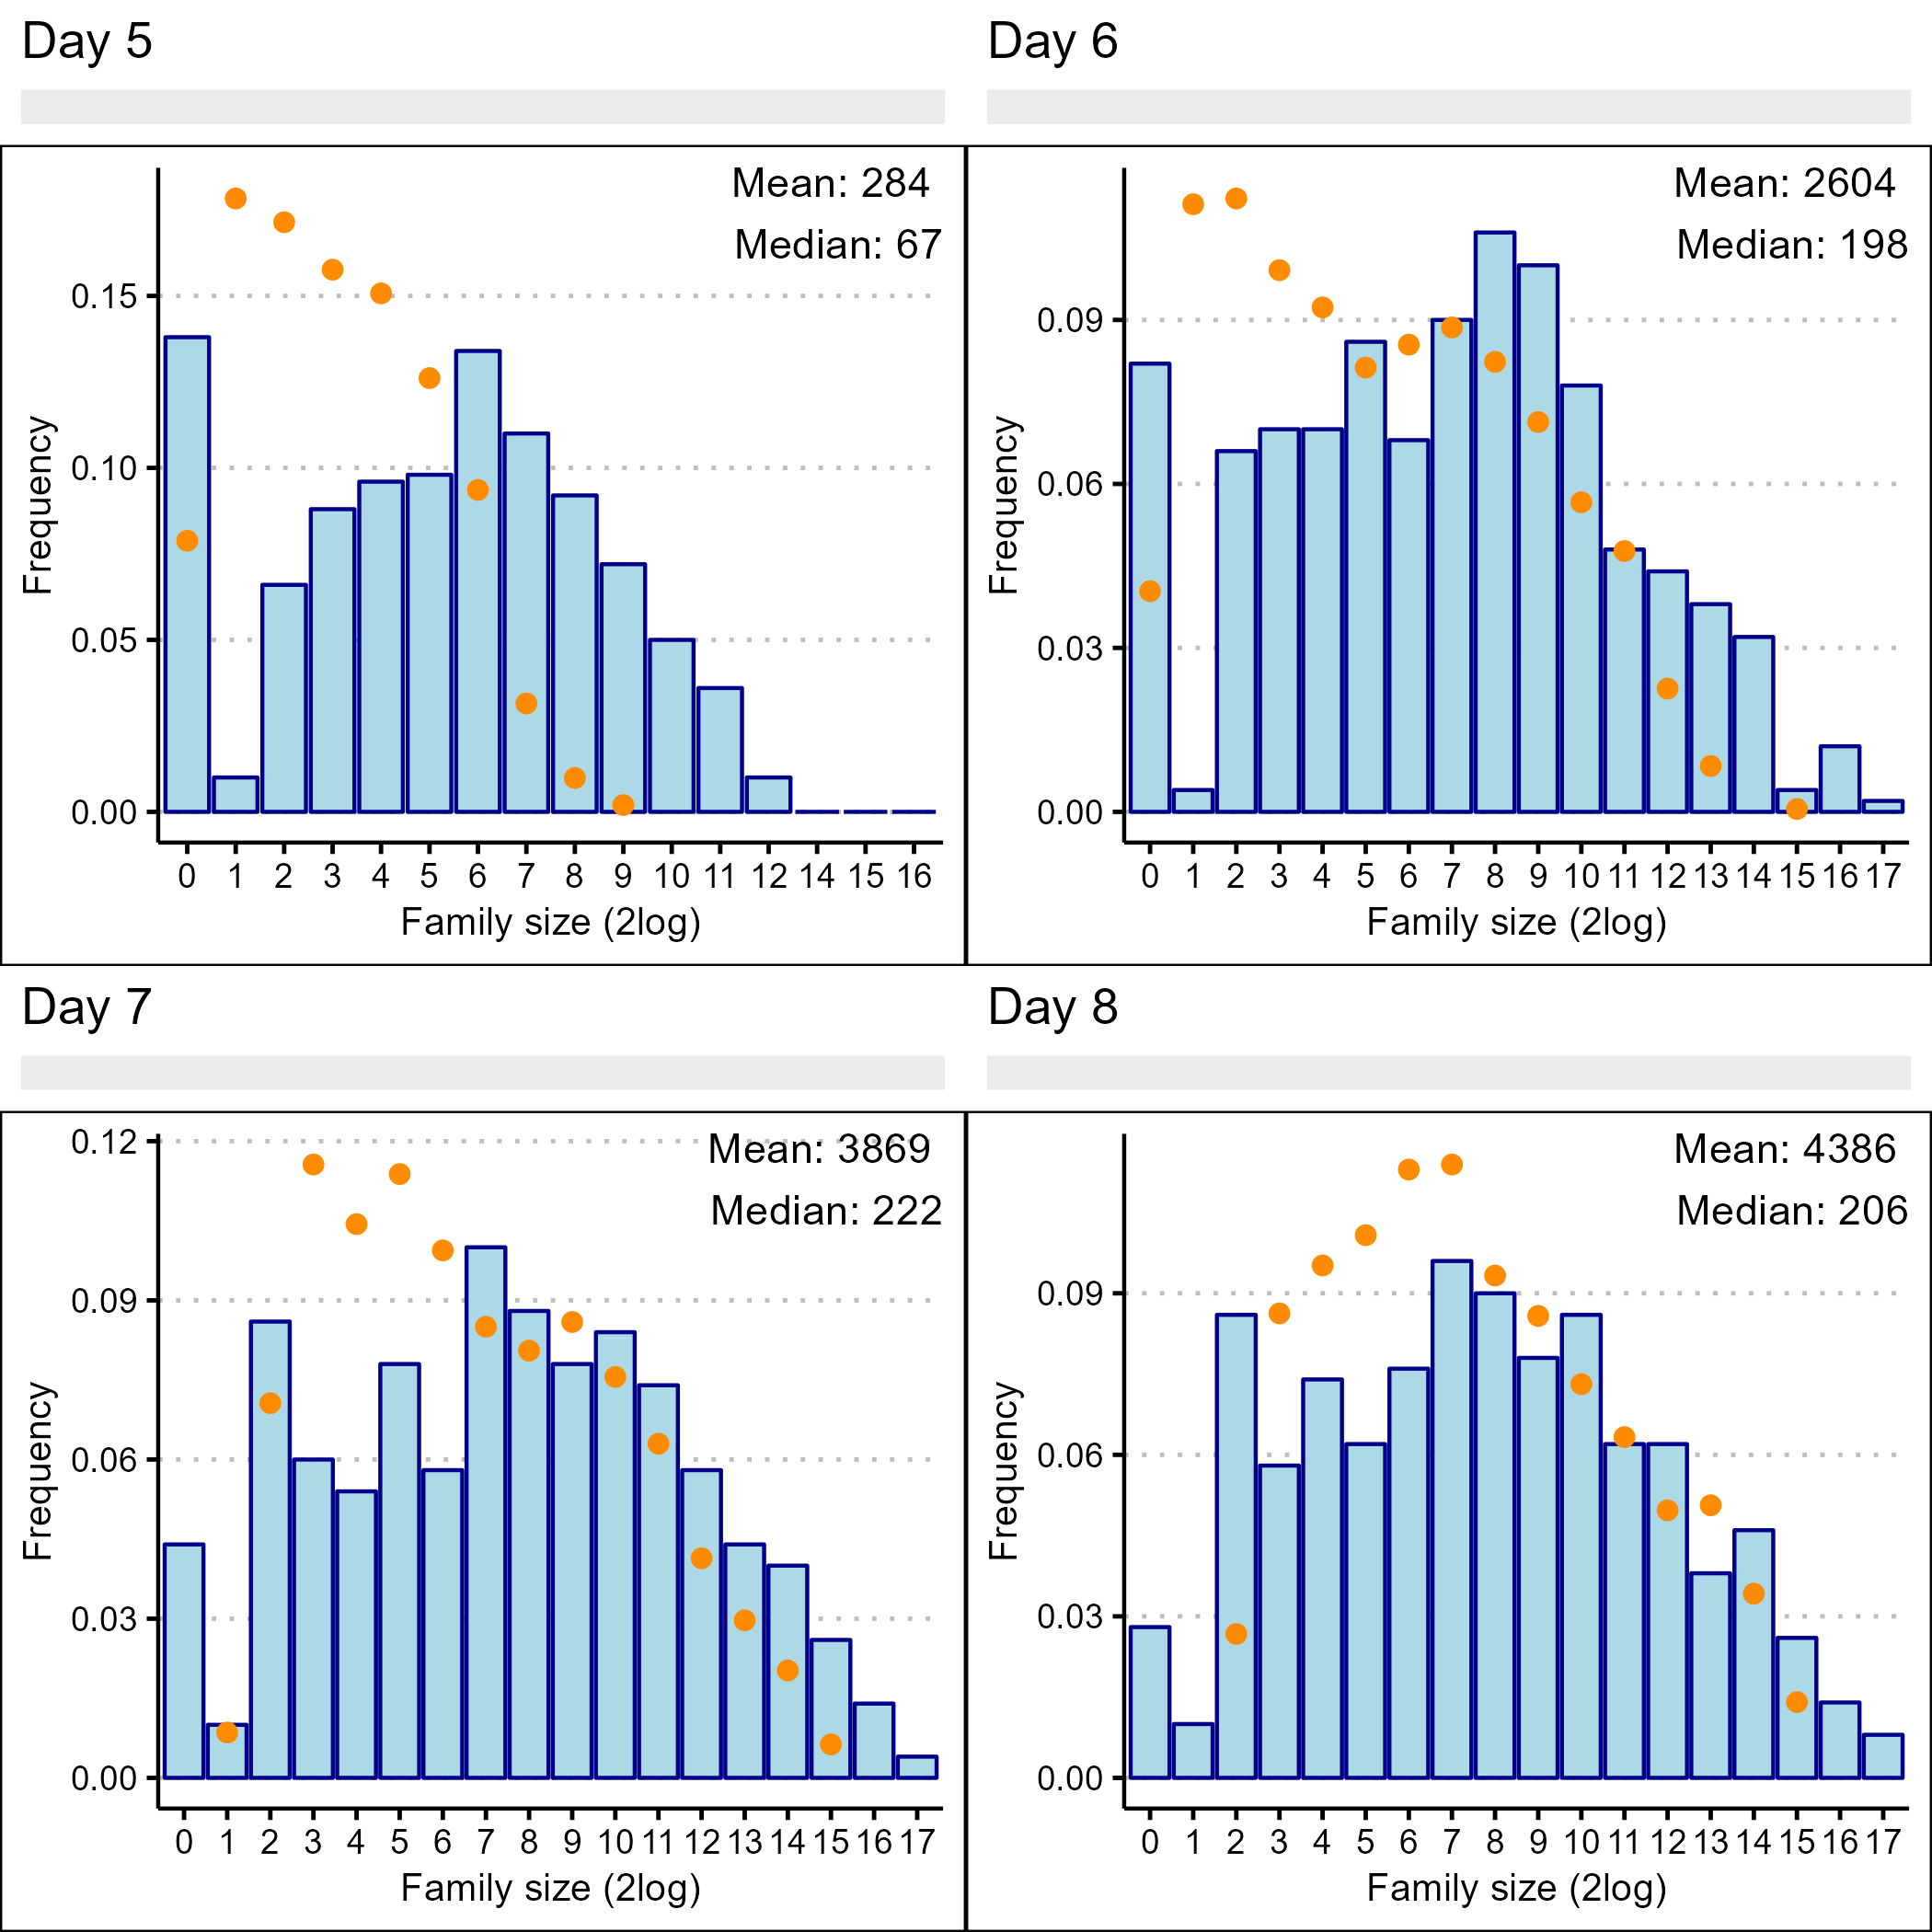 Day 5
Mean: 284
Median: 67
0.15
0.10
0.05
0.00
Frequency
0 1 2 3 4 5 6 7 8 9 10 11 12 14 15 16
Family size (2log)
Day 6
Mean: 2604
Median: 198
0.09
0.06
0.03
0.00
Frequency
0 1 2 3 4 5 6 7 8 9 10 11 12 13 14 15 16 17
Family size (2log)
Day 7
Mean: 3869
Median: 222
0.12
0.09
0.06
0.03
0.00
Frequency
0 1 2 3 4 5 6 7 8 9 10 11 12 13 14 15 16 17
Family size (2log)
Day 8
Mean: 4386
Median: 206
0.09
0.06
0.03
0.00
Frequency
0 1 2 3 4 5 6 7 8 9 10 11 12 13 14 15 16 17
Family size (2log)